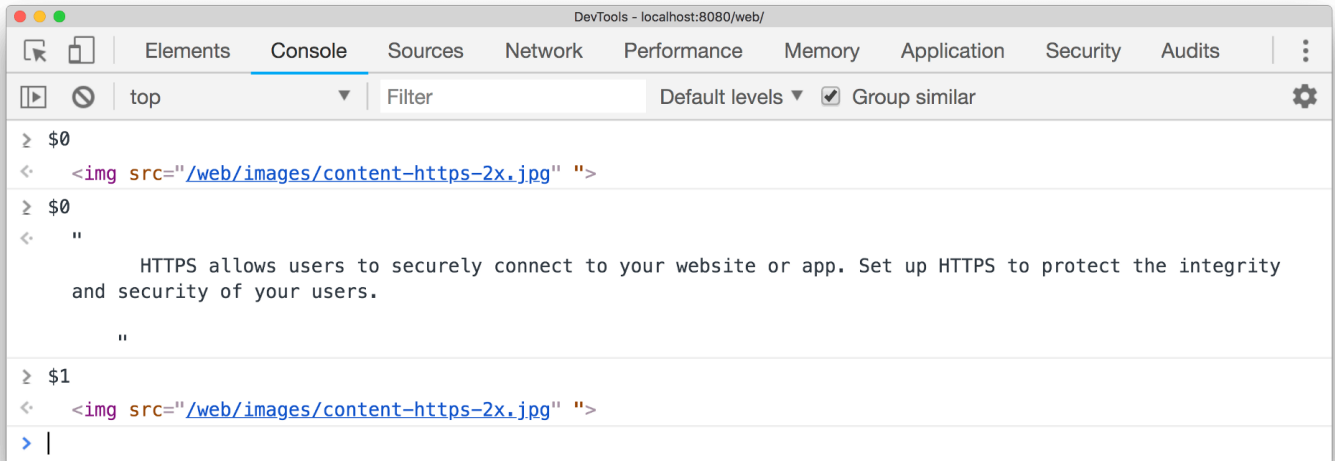 DevTools - localhost:8080/web/
Elements Console Sources Network Performance Memory Application Security Audits
top Filter Default levels Group similar
$0
<img src="/web/images/content-https-2x.jpg" ">
$0
"
HTTPS allows users to securely connect to your website or app. Set up HTTPS to protect the integrity
and security of your users.
"
$1
<img src="/web/images/content-https-2x.jpg" ">